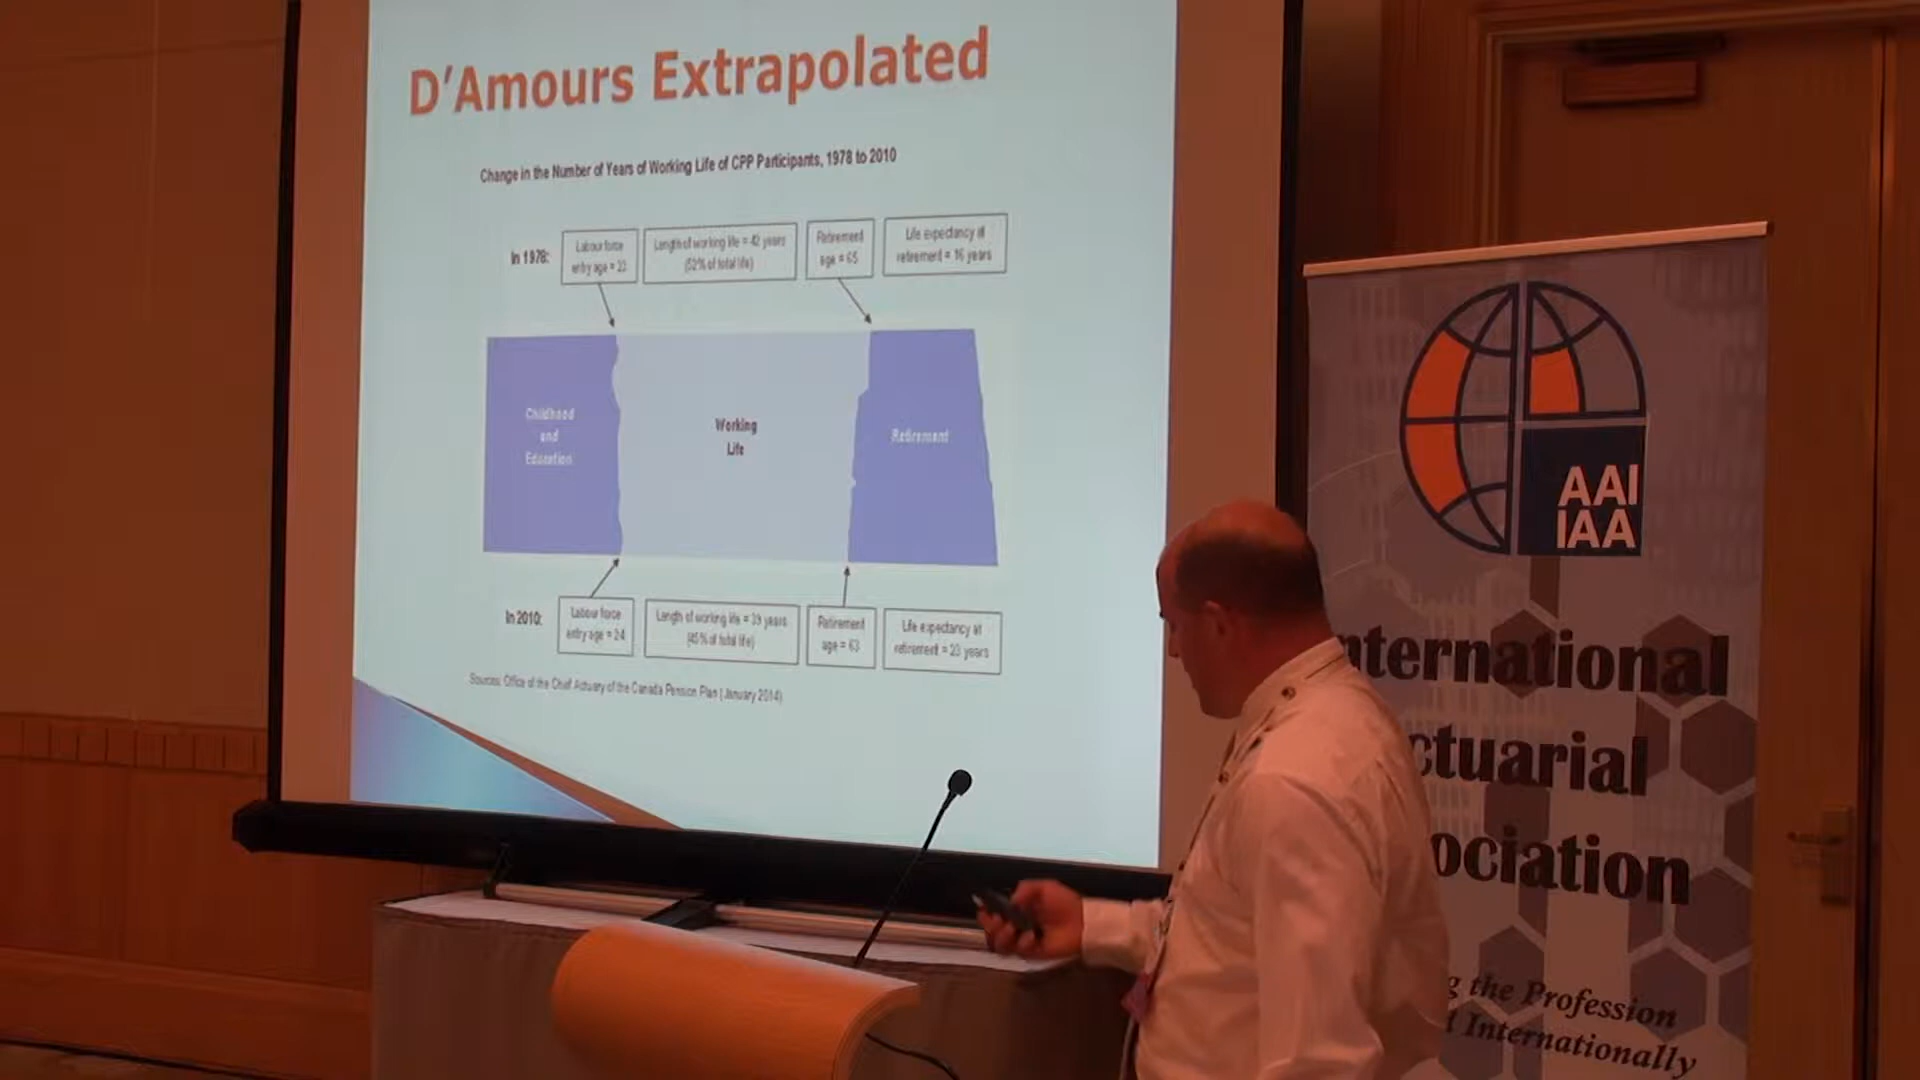 D'Amours Extrapolated
Change in the Number of Years of Working Life of CPP Participants, 1978 to 2010
In 1978:
Labour force
entry age = 23
Length of working life = 42 years
(52% of total life)
Retirement
age = 65
Life expectancy at
retirement = 16 years
Childhood
and
Education
Working
Life
Retirement
In 2010:
Labour force
entry age = 24
Length of working life = 39 years
(45% of total life)
Retirement
age = 63
Life expectancy at
retirement = 23 years
Sources: Office of the Chief Actuary of the Canada Pension Plan (January 2014)
AAI
IAA
nternational
ctuarial
ociation
g the Profession
d Internationally